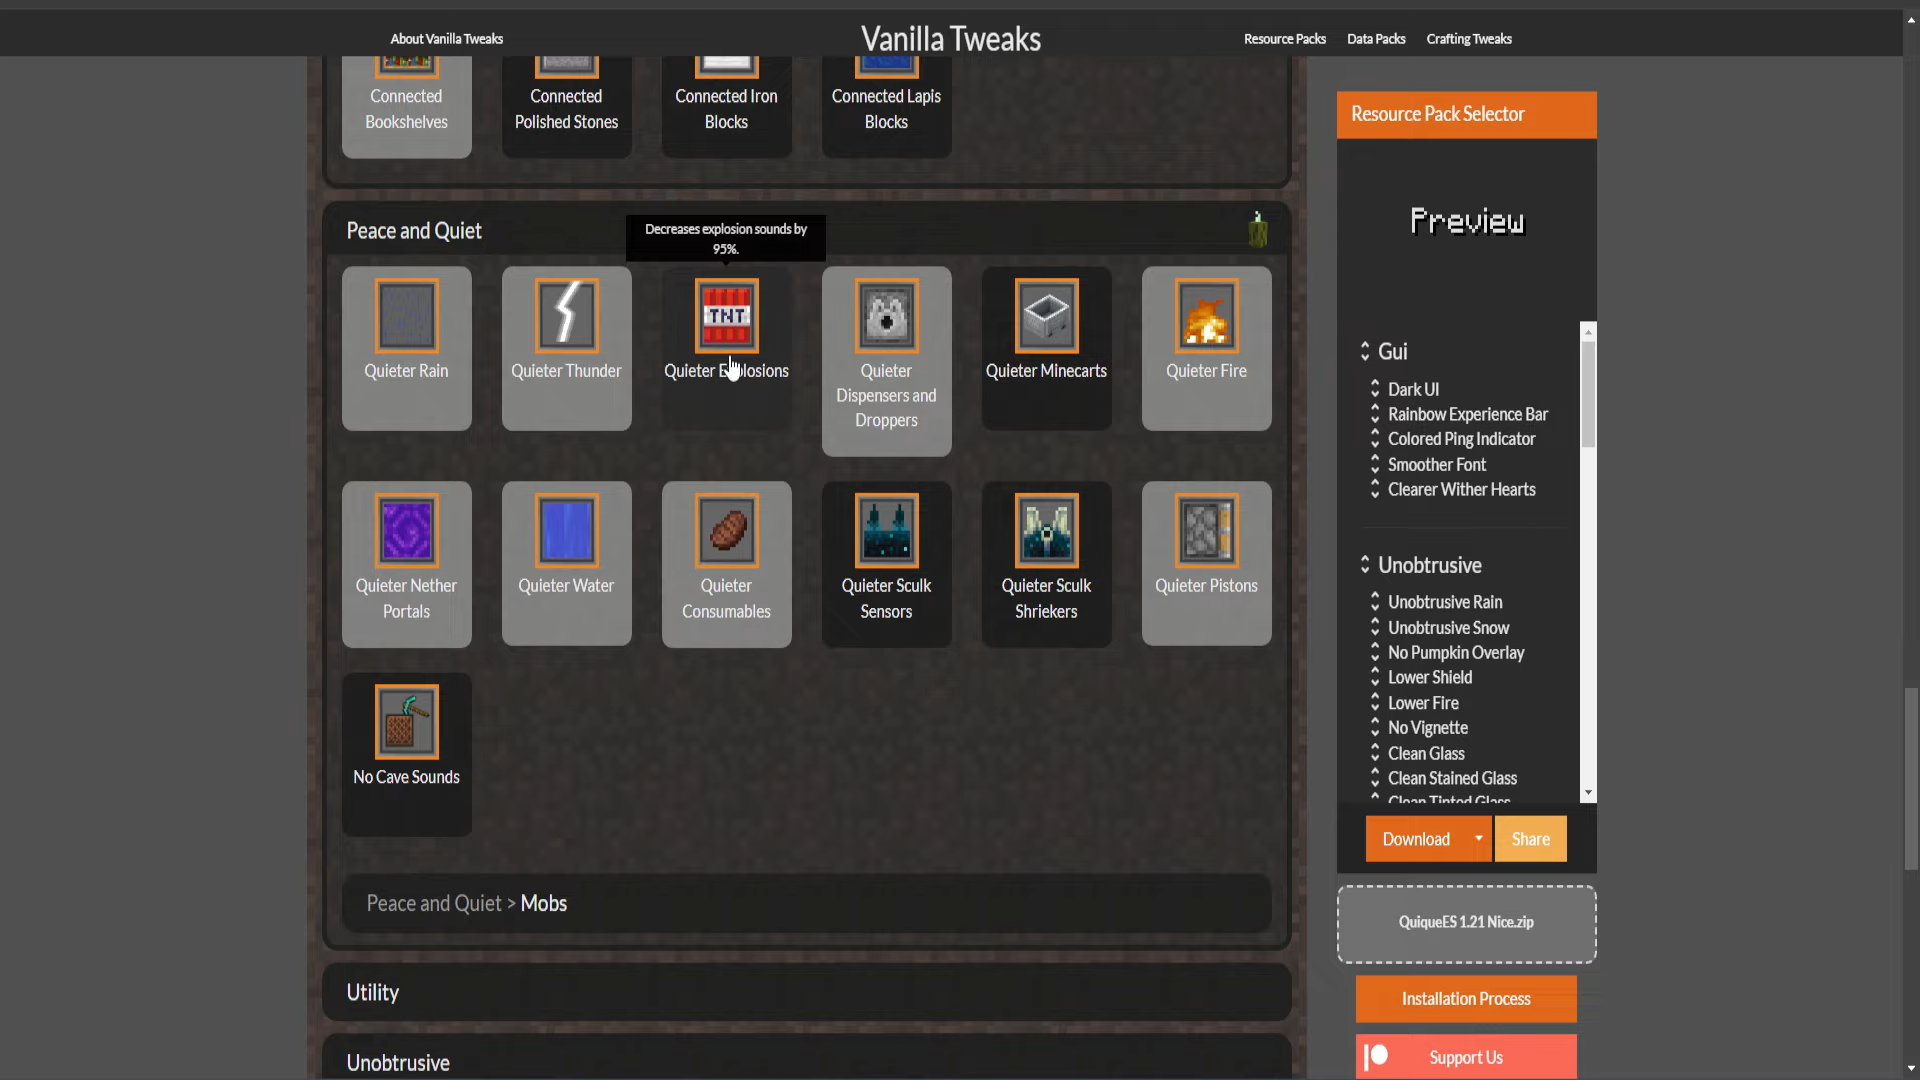 About Vanilla Tweaks
Vanilla Tweaks
Resource Packs
Data Packs
Crafting Tweaks
Connected
Bookshelves
Connected
Polished Stones
Connected Iron
Blocks
Connected Lapis
Blocks
Peace and Quiet
Decreases explosion sounds by
95%.
Quieter Rain
Quieter Thunder
TNT
Quieter Explosions
Quieter
Dispensers and
Droppers
Quieter Minecarts
Quieter Fire
Quieter Nether
Portals
Quieter Water
Quieter
Consumables
Quieter Sculk
Sensors
Quieter Sculk
Shriekers
Quieter Pistons
No Cave Sounds
Peace and Quiet > Mobs
Utility
Unobtrusive
Resource Pack Selector
Preview
Gui
Dark UI
Rainbow Experience Bar
Colored Ping Indicator
Smoother Font
Clearer Wither Hearts
Unobtrusive
Unobtrusive Rain
Unobtrusive Snow
No Pumpkin Overlay
Lower Shield
Lower Fire
No Vignette
Clean Glass
Clean Stained Glass
Clean Tinted Glass
Download
Share
QuiqueES 1.21 Nice.zip
Installation Process
Support Us